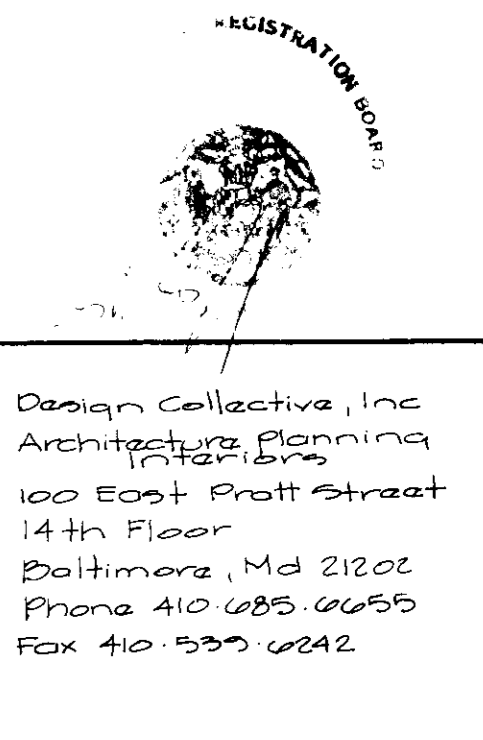 REGISTRATION BOARD
Design Collective, Inc
Architecture Planning
Interiors
100 East Pratt Street
14th Floor
Baltimore, Md 21202
Phone 410.685.6655
Fax 410.539.6242